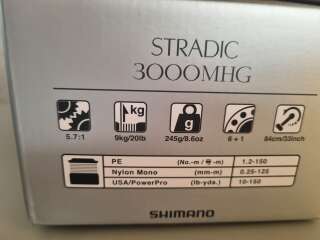 STRADIC
3000MHG
kg
g
5.7:1 9kg/20lb 245g/8.6oz 6 + 1 84cm/33inch
PE (No.-m / 号-m) 1.2-150
Nylon Mono (mm-m) 0.25-125
USA/PowerPro (lb-yds.) 10-150
SHIMANO